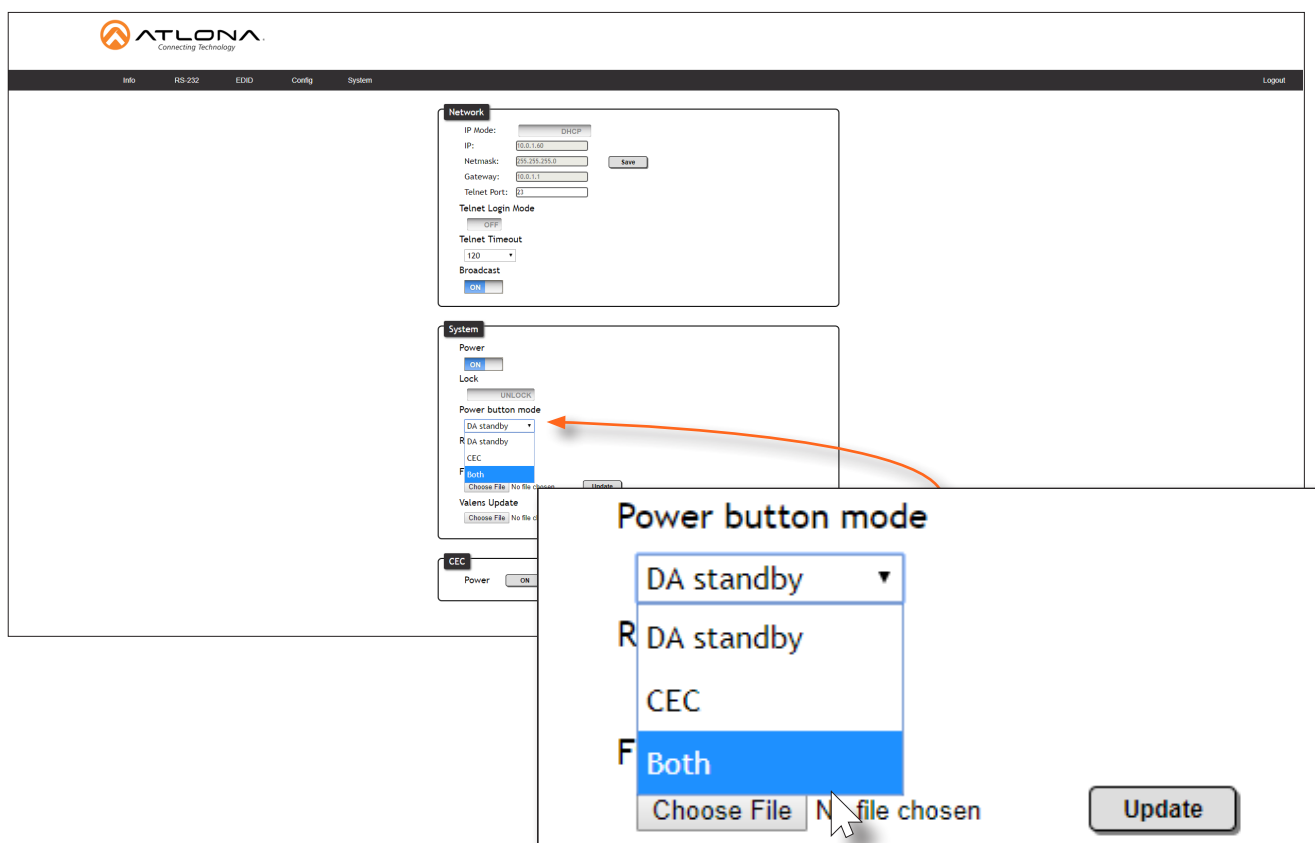 ATLONA.
Connecting Technology
Info RS-232 EDID Config System Logout
Network
IP Mode: DHCP
IP: 10.0.1.60
Netmask: 255.255.255.0 Save
Gateway: 10.0.1.1
Telnet Port: 23
Telnet Login Mode
OFF
Telnet Timeout
120
Broadcast
ON
System
Power
ON
Lock
UNLOCK
Power button mode
DA standby
R DA standby
CEC
F Both
Choose File No file chosen Update
Valens Update
Choose File No file c
CEC
Power ON
Power button mode
DA standby
R DA standby
CEC
F Both
Choose File No file chosen Update